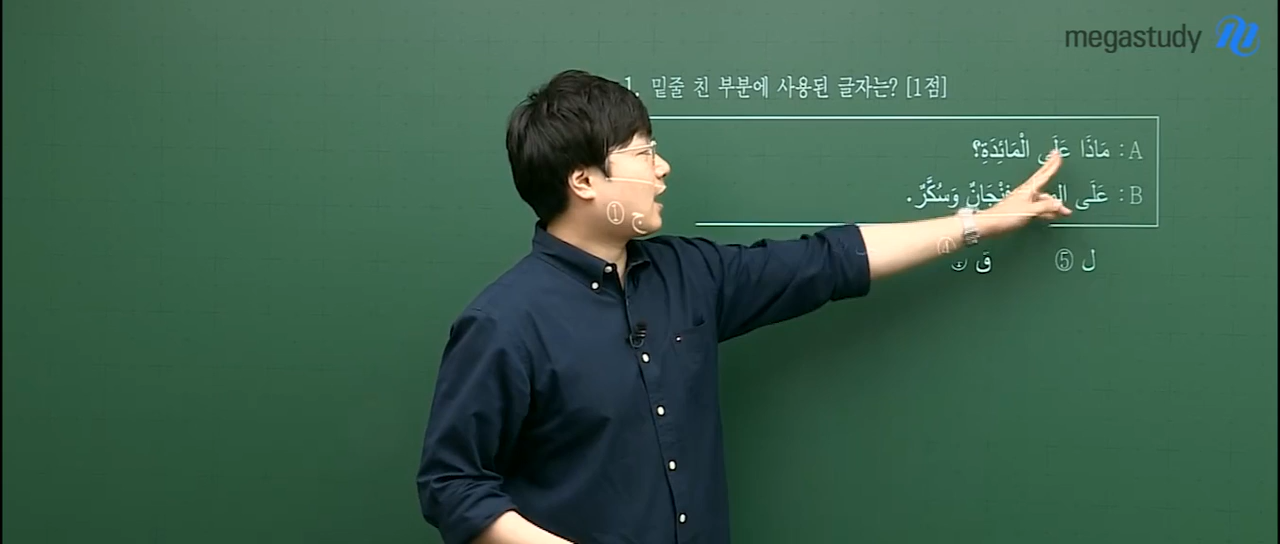 megastudy
1. 밑줄 친 부분에 사용된 글자는? [1점]
A : مَاذَا عَلَى الْمَائِدَةِ؟
B : عَلَى فِنْجَانٌ وَسُكَّرٌ.
① ج ④ ق ⑤ ل